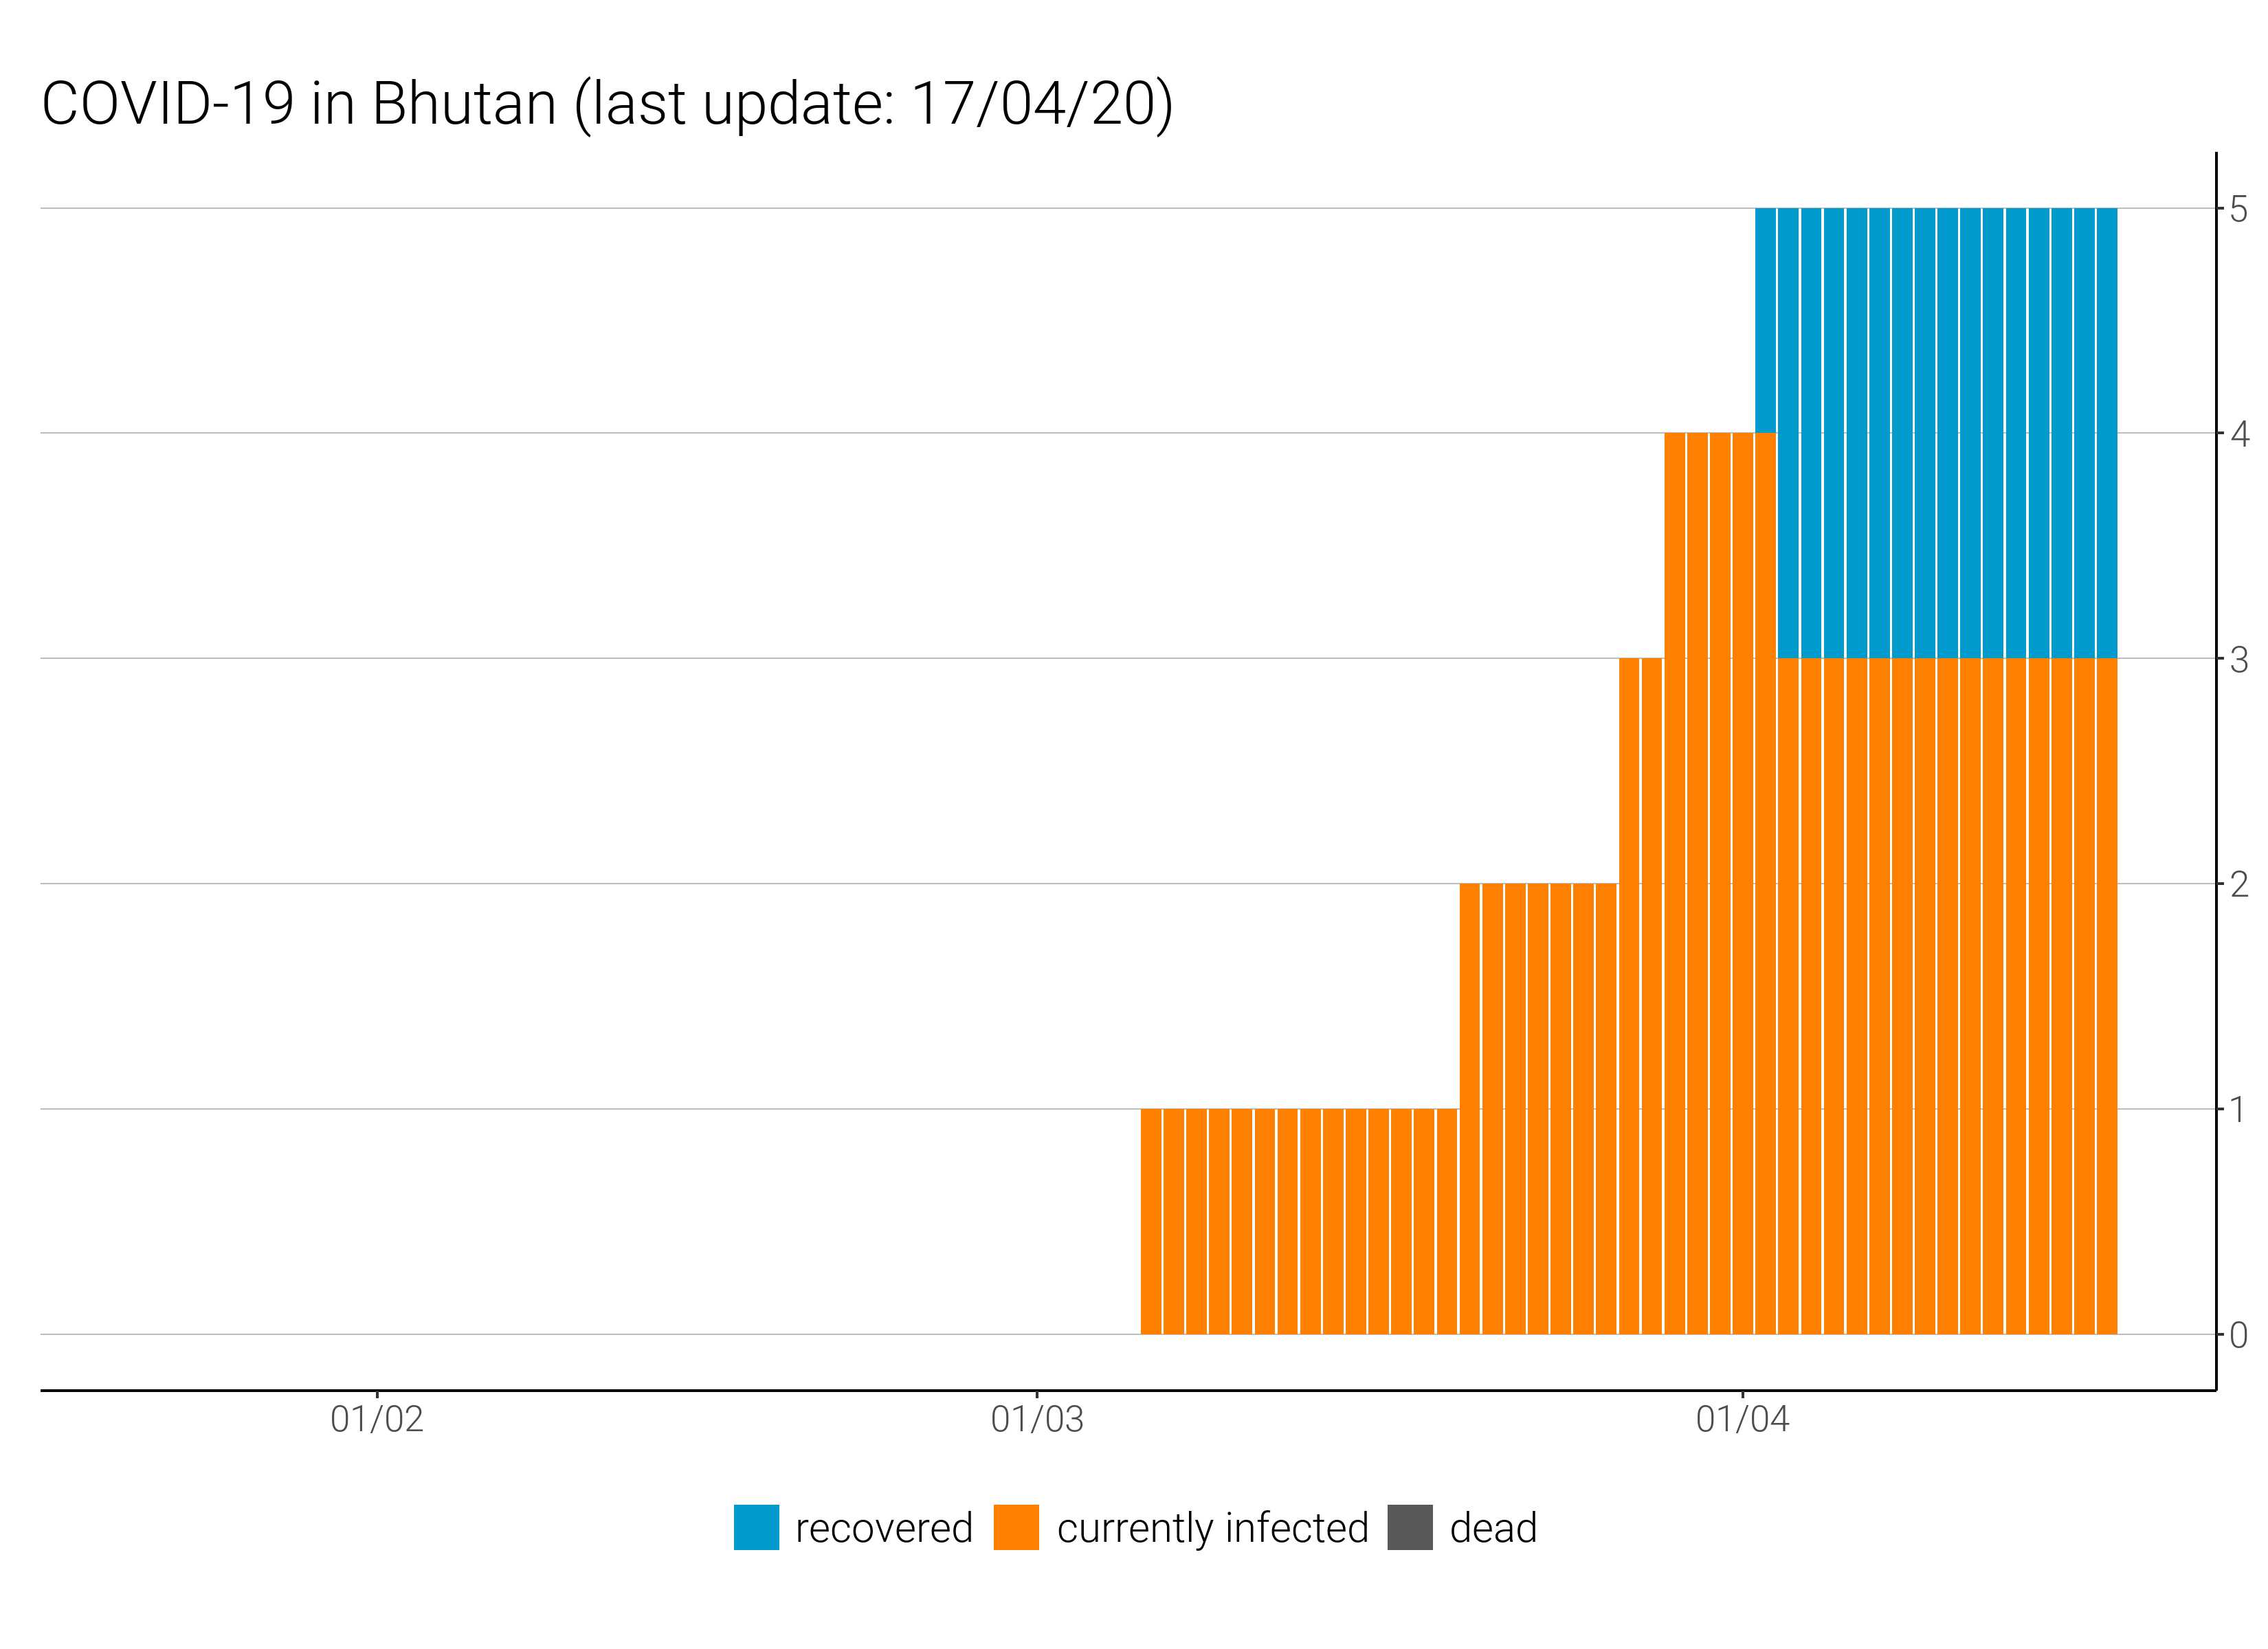 COVID-19 in Bhutan (last update: 17/04/20)
5
4
3
2
1
0
01/02 01/03 01/04
recovered currently infected dead